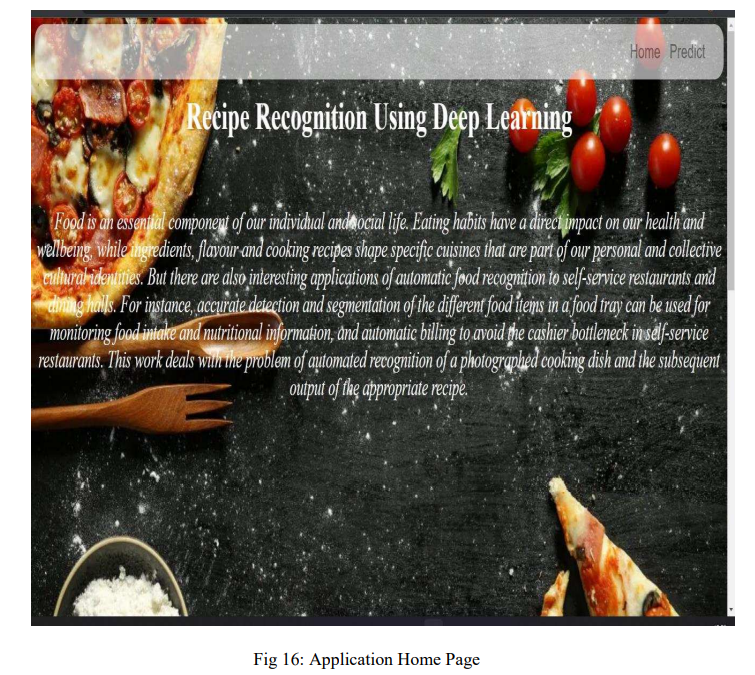 Home Predict
Recipe Recognition Using Deep Learning
Food is an essential component of our individual and social life. Eating habits have a direct impact on our health and
wellbeing, while ingredients, flavour and cooking recipes shape specific cuisines that are part of our personal and collective
cultural identities. But there are also interesting applications of automatic food recognition to self-service restaurants and
dining halls. For instance, accurate detection and segmentation of the different food items in a food tray can be used for
monitoring food intake and nutritional information, and automatic billing to avoid the cashier bottleneck in self-service
restaurants. This work deals with the problem of automated recognition of a photographed cooking dish and the subsequent
output of the appropriate recipe.
Fig 16: Application Home Page